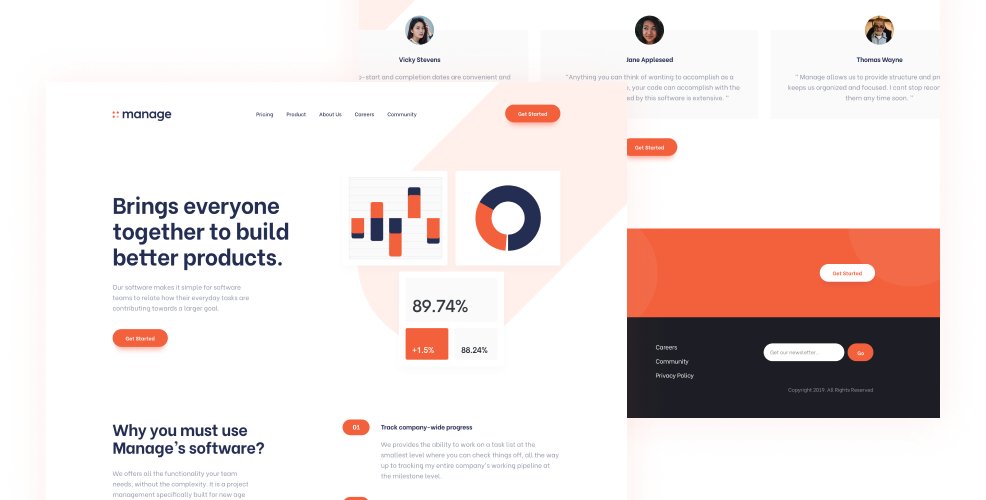 Vicky Stevens
Jane Appleseed
Thomas Wayne
-start and completion dates are convenient and
"Anything you can think of wanting to accomplish as a
, your code can accomplish with the
ed by this software is extensive. "
" Manage allows us to provide structure and
keeps us organized and focused. I cant stop
them any time soon. "
Get Started
manage
Pricing
Product
About Us
Careers
Community
Get Started
Brings everyone
together to build
better products.
Our software makes it simple for software
teams to relate how their everyday tasks are
contributing towards a larger goal.
Get Started
89.74%
+1.5%
88.24%
Get Started
Careers
Community
Privacy Policy
Get our newsletter...
Go
Copyright 2019. All Rights Reserved
Why you must use
Manage's software?
We offers all the functionality your team
needs, without the complexity. It is a project
management specifically built for new age
01
Track company-wide progress
We provides the ability to work on a task list at the
smallest level where you can check things off, all the way
up to tracking my entire company's working pipeline at
the milestone level.